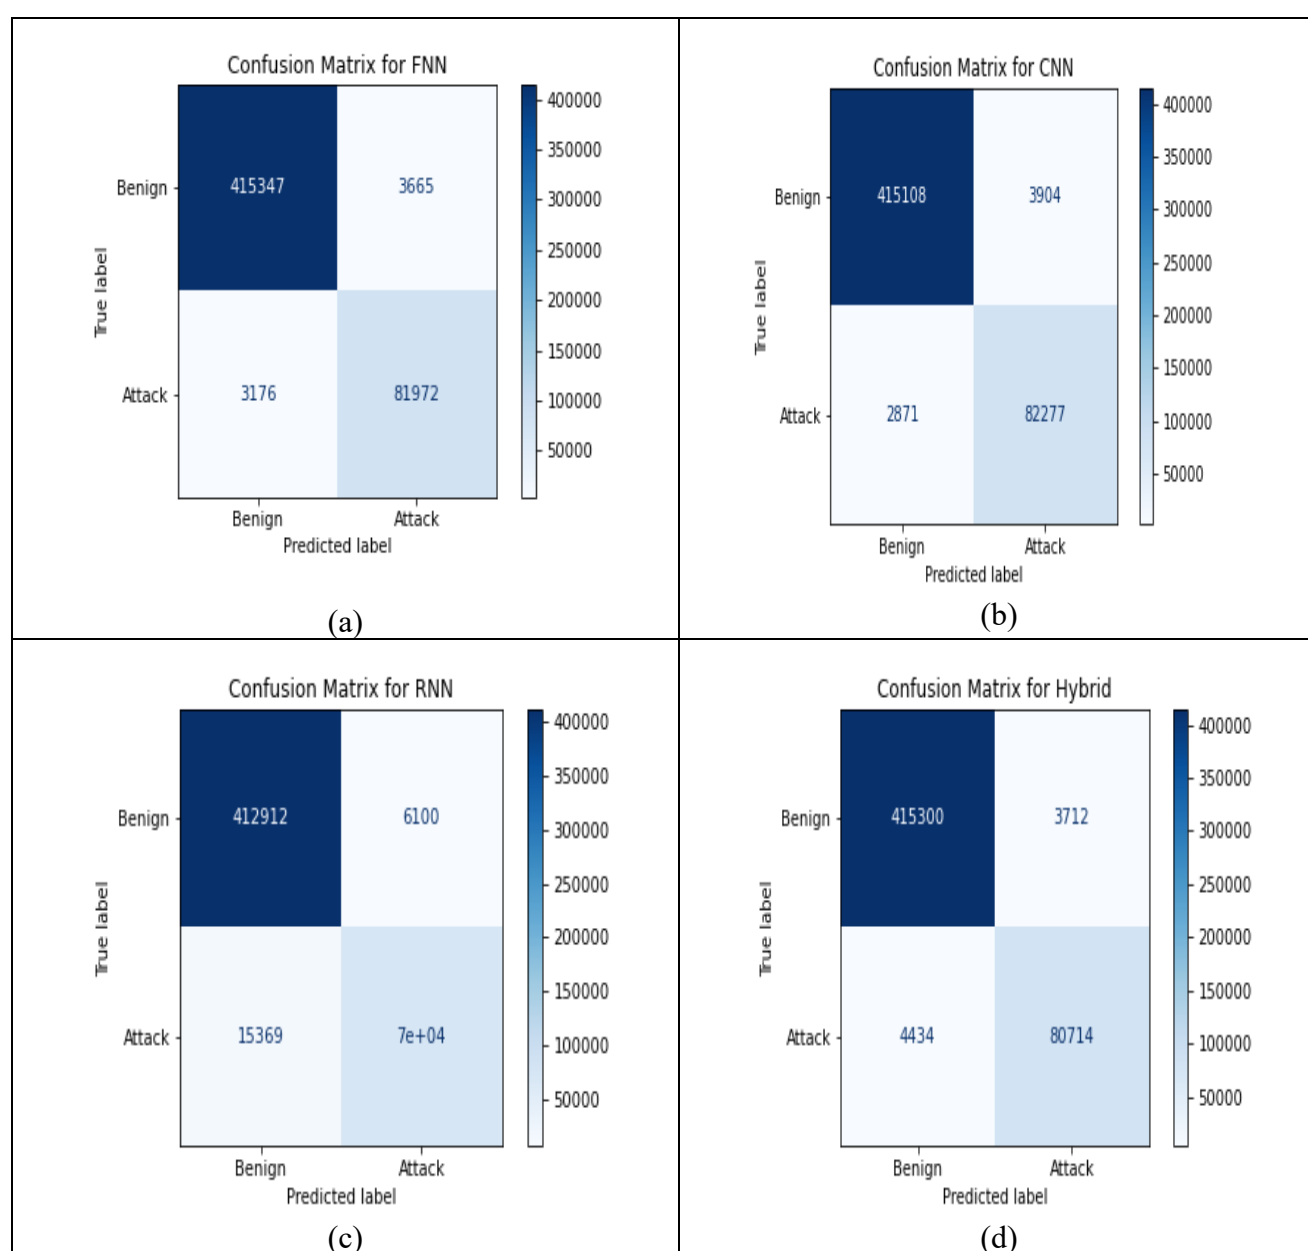 Confusion Matrix for FNN
400000
350000
300000
250000
200000
150000
100000
50000
Benign
415347
3665
Attack
3176
81972
True label
Benign
Attack
Predicted label
(a)
Confusion Matrix for CNN
400000
350000
300000
250000
200000
150000
100000
50000
Benign
415108
3904
Attack
2871
82277
True label
Benign
Attack
Predicted label
(b)
Confusion Matrix for RNN
400000
350000
300000
250000
200000
150000
100000
50000
Benign
412912
6100
Attack
15369
7e+04
True label
Benign
Attack
Predicted label
(c)
Confusion Matrix for Hybrid
400000
350000
300000
250000
200000
150000
100000
50000
Benign
415300
3712
Attack
4434
80714
True label
Benign
Attack
Predicted label
(d)